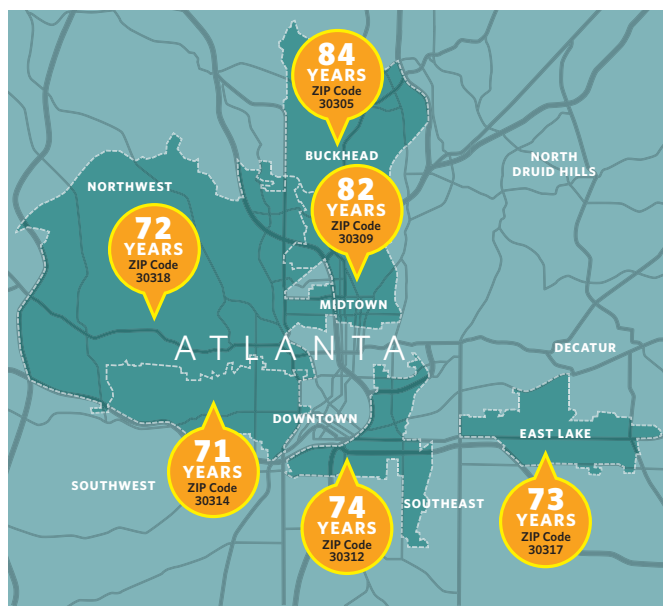 84
YEARS
ZIP Code
30305
BUCKHEAD
NORTH
DRUID HILLS
NORTHWEST
82
YEARS
ZIP Code
30309
72
YEARS
ZIP Code
30318
MIDTOWN
ATLANTA
DECATUR
DOWNTOWN
EAST LAKE
71
YEARS
ZIP Code
30314
SOUTHWEST
74
YEARS
ZIP Code
30312
SOUTHEAST
73
YEARS
ZIP Code
30317